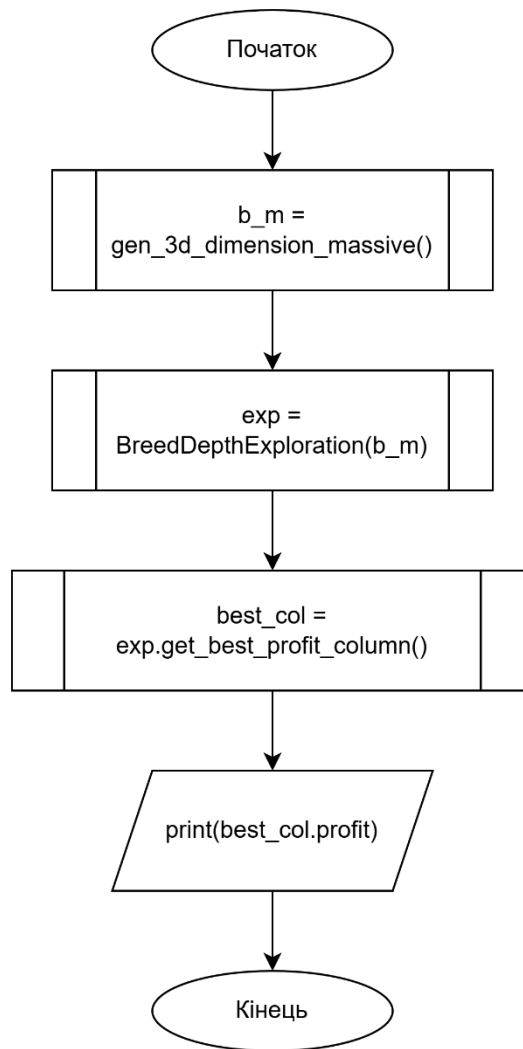 Початок
b_m =
gen_3d_dimension_massive()
exp =
BreedDepthExploration(b_m)
best_col =
exp.get_best_profit_column()
print(best_col.profit)
Кінець